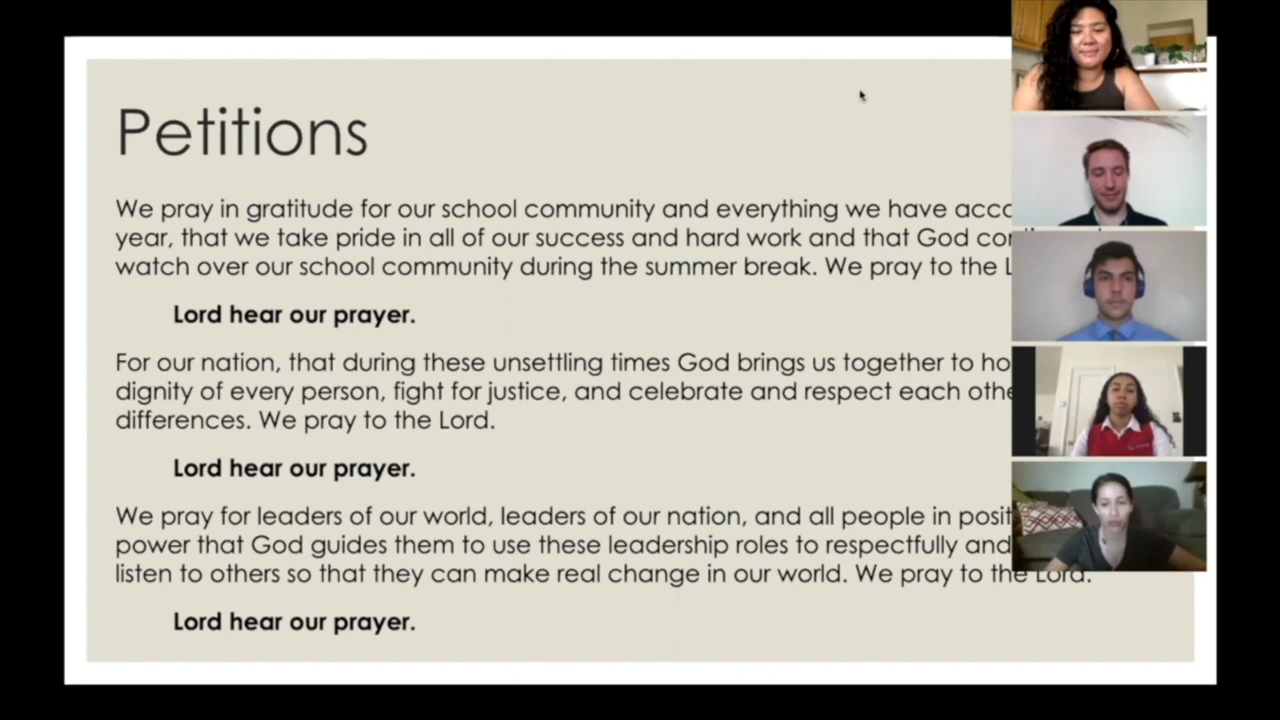 Petitions
We pray in gratitude for our school community and everything we have
year, that we take pride in all of our success and hard work and that God
watch over our school community during the summer break. We pray to the
Lord hear our prayer.
For our nation, that during these unsettling times God brings us together to
dignity of every person, fight for justice, and celebrate and respect each
differences. We pray to the Lord.
Lord hear our prayer.
We pray for leaders of our world, leaders of our nation, and all people in
power that God guides them to use these leadership roles to respectfully and
listen to others so that they can make real change in our world. We pray to the Lord.
Lord hear our prayer.